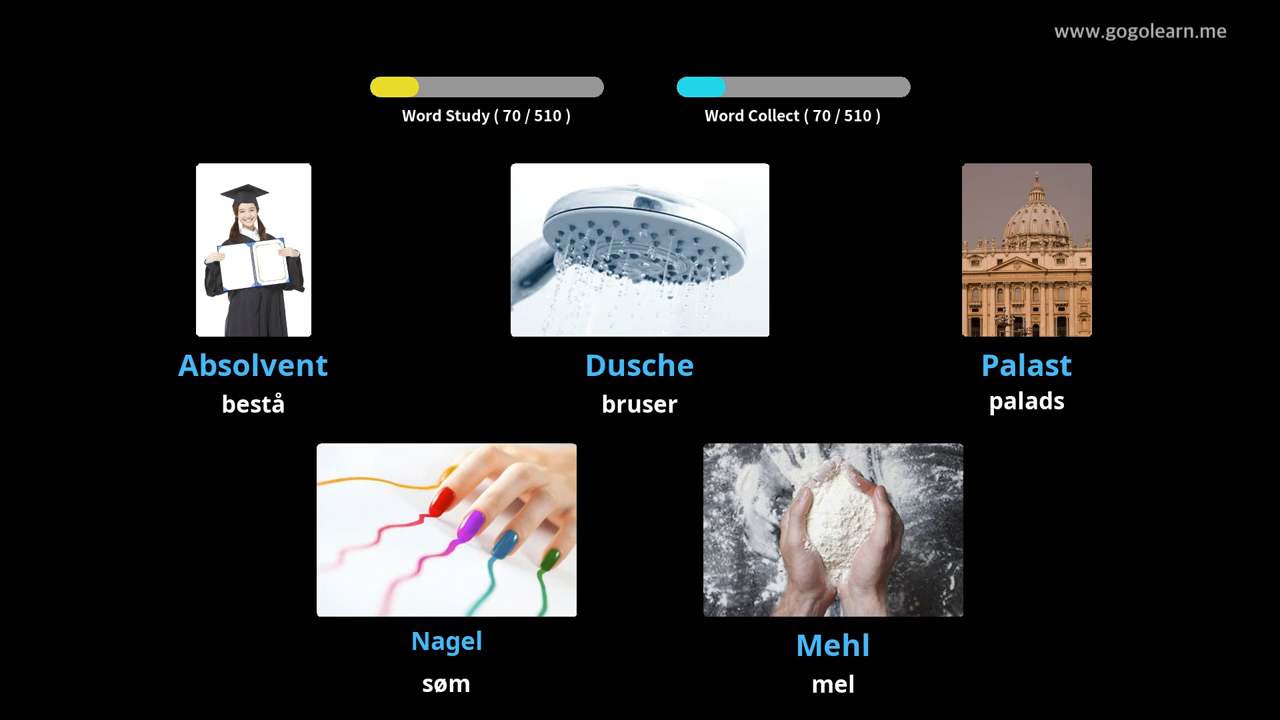 www.gogolearn.me
Word Study ( 70 / 510 )
Word Collect ( 70 / 510 )
Absolvent
bestå
Dusche
bruser
Palast
palads
Nagel
søm
Mehl
mel